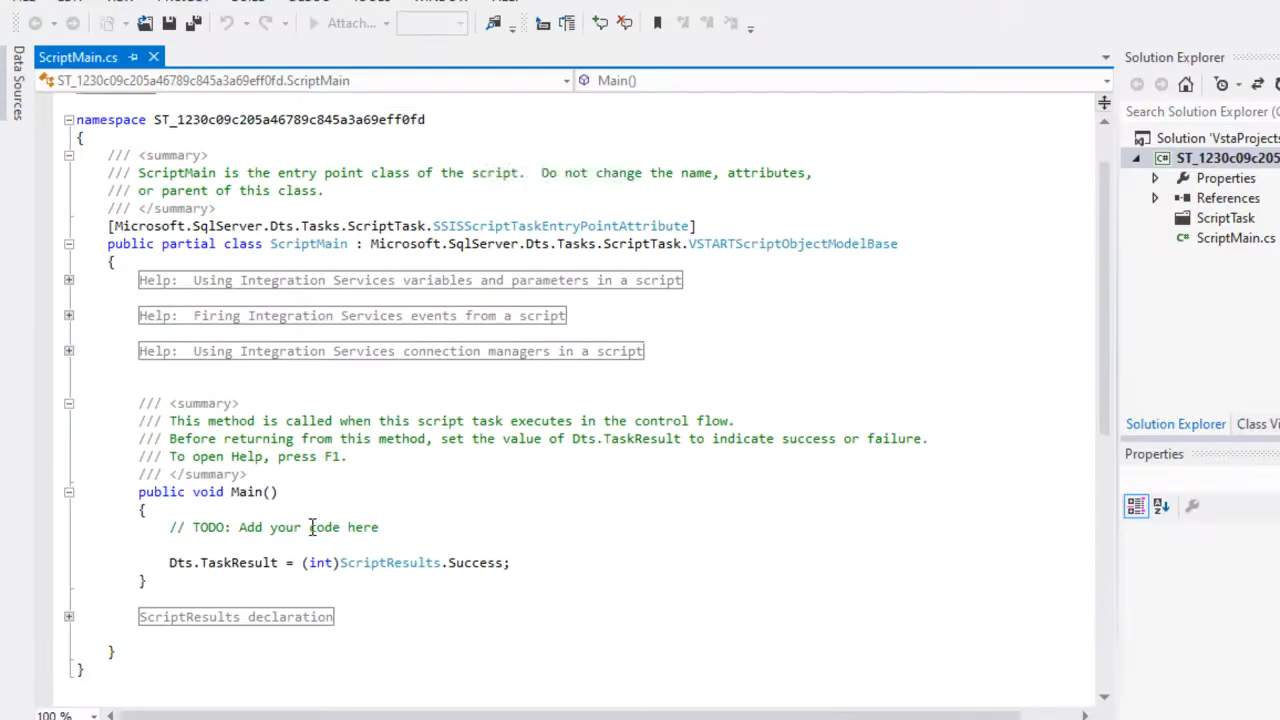 Attach...
ScriptMain.cs
ST_1230c09c205a46789c845a3a69eff0fd.ScriptMain
Main()
Data Sources
namespace ST_1230c09c205a46789c845a3a69eff0fd
{
/// <summary>
/// ScriptMain is the entry point class of the script.  Do not change the name, attributes,
/// or parent of this class.
/// </summary>
[Microsoft.SqlServer.Dts.Tasks.ScriptTask.SSISScriptTaskEntryPointAttribute]
public partial class ScriptMain : Microsoft.SqlServer.Dts.Tasks.ScriptTask.VSTARTScriptObjectModelBase
{
Help:  Using Integration Services variables and parameters in a script
Help:  Firing Integration Services events from a script
Help:  Using Integration Services connection managers in a script
/// <summary>
/// This method is called when this script task executes in the control flow.
/// Before returning from this method, set the value of Dts.TaskResult to indicate success or failure.
/// To open Help, press F1.
/// </summary>
public void Main()
{
// TODO: Add your code here
Dts.TaskResult = (int)ScriptResults.Success;
}
ScriptResults declaration
}
}
100 %
Solution Explorer
Search Solution Explorer (C
Solution 'VstaProjects
ST_1230c09c205
Properties
References
ScriptTask
ScriptMain.cs
Solution Explorer
Class Vi
Properties